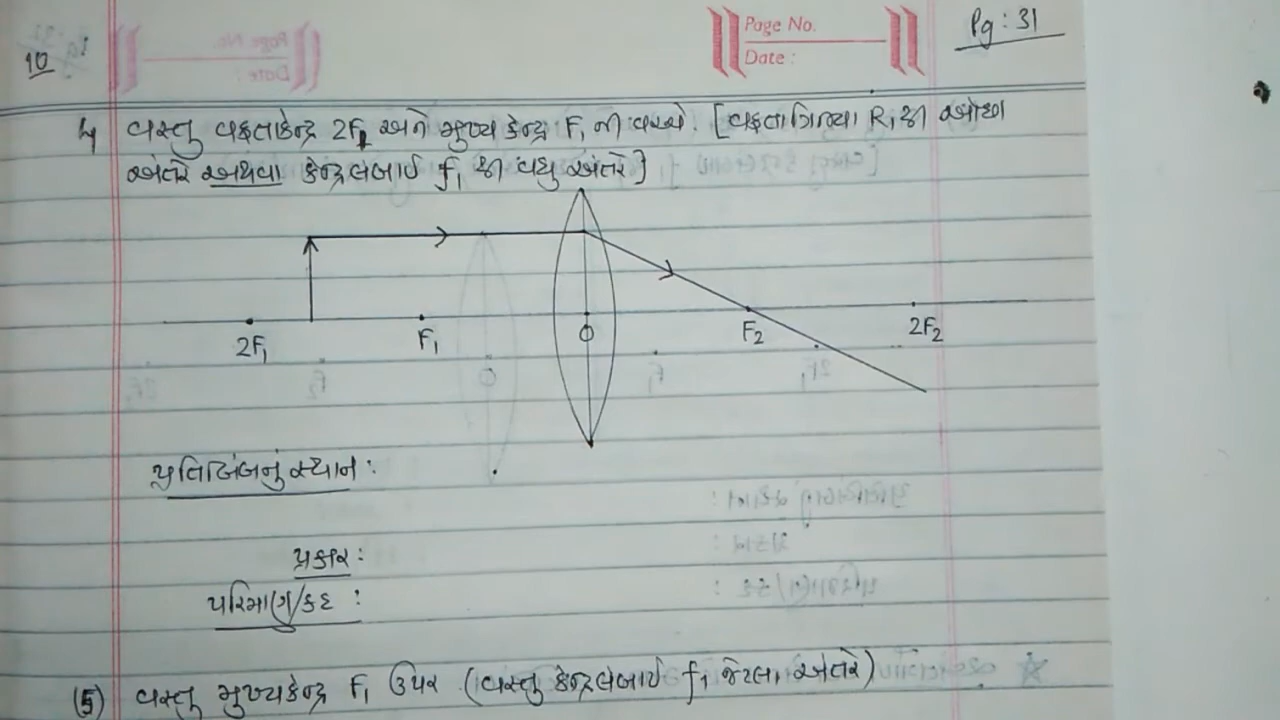 Page No.
Date :
Pg : 31
10
4 વસ્તુ વક્રતાકેન્દ્ર 2F1 અને મુખ્ય કેન્દ્ર F1 ની વચ્ચે. [વક્રતાત્રિજ્યા R1 થી ઓછા
અંતરે અથવા કેન્દ્રલંબાઈ f1 થી વધુ અંતરે]
2F1 F1 O F2 2F2
પ્રતિબિંબનું સ્થાન :
પ્રકાર :
પરિમાણ/કદ :
(5) વસ્તુ મુખ્યકેન્દ્ર F1 ઉપર (વસ્તુ કેન્દ્રલંબાઈ f1 જેટલા અંતરે)